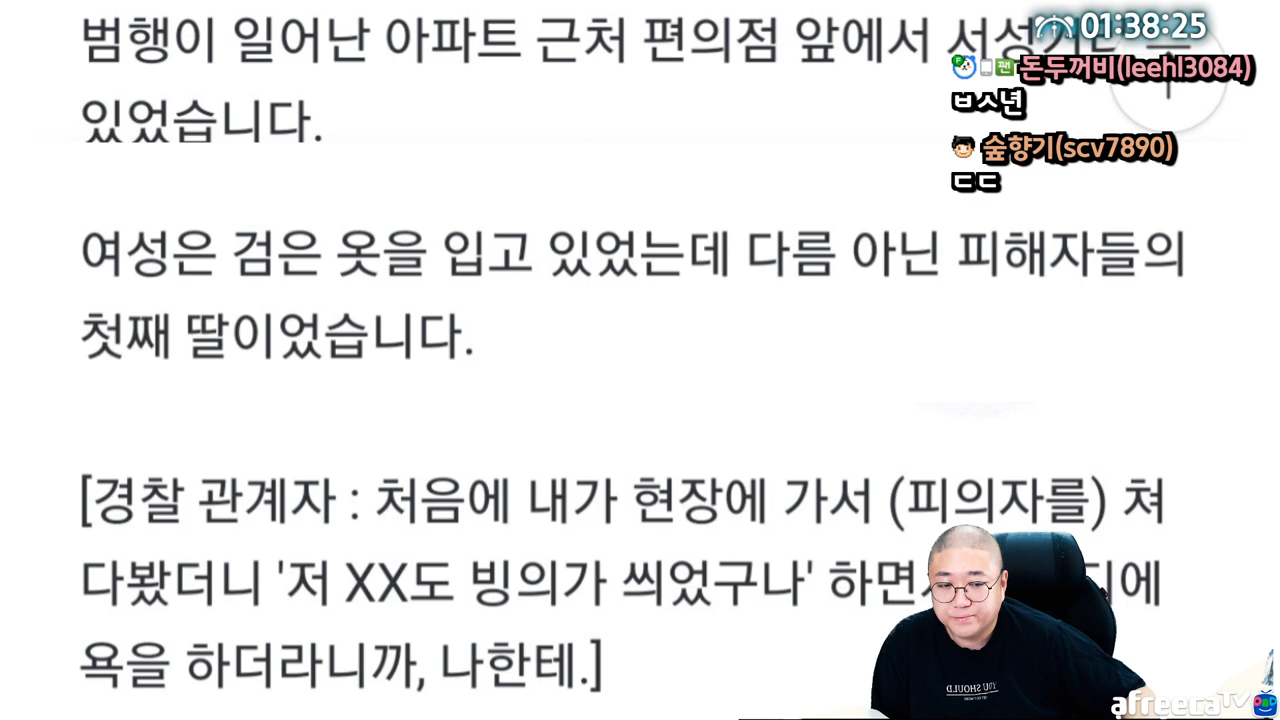 범행이 일어난 아파트 근처 편의점 앞에서
있었습니다.
여성은 검은 옷을 입고 있었는데 다름 아닌 피해자들의
첫째 딸이었습니다.
[경찰 관계자 : 처음에 내가 현장에 가서 (피의자를) 쳐
다봤더니 '저 XX도 빙의가 씌었구나'
욕을 하더라니까, 나한테.]
01:38:25
F 팬 돈두꺼비(leehl3084)
ㅂㅅ년
숲향기(scv7890)
ㄷㄷ
YOU SHOULD
afreecaTV